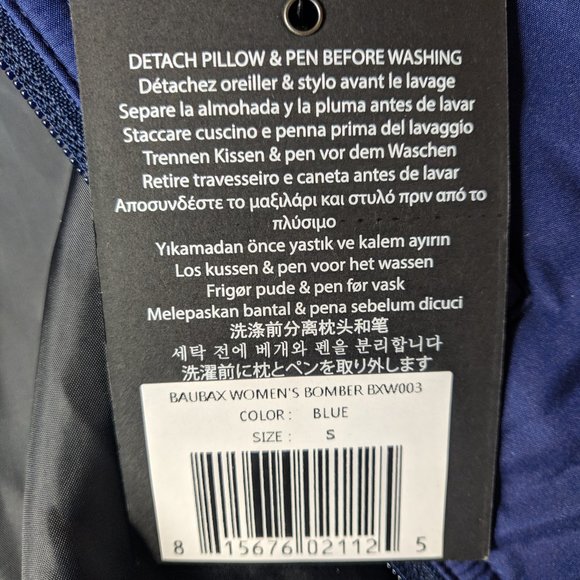 DETACH PILLOW & PEN BEFORE WASHING
Détachez oreiller & stylo avant le lavage
Separe la almohada y la pluma antes de lavar
Staccare cuscino e penna prima del lavaggio
Trennen Kissen & pen vor dem Waschen
Retire travesseiro e caneta antes de lavar
Αποσυνδέστε το μαξιλάρι και στυλό πριν από το
πλύσιμο
Yıkamadan önce yastık ve kalem ayırın
Los kussen & pen voor het wassen
Frigør pude & pen før vask
Melepaskan bantal & pena sebelum dicuci
洗涤前分离枕头和笔
세탁 전에 베개와 펜을 분리합니다
洗濯前に枕とペンを取り外します
BAUBAX WOMEN'S BOMBER BXW003
COLOR : BLUE
SIZE : S
8 15676 02112 5